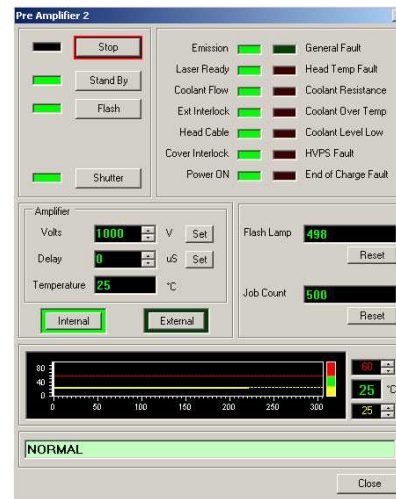 Pre Amplifier 2
Stop
Stand By
Flash
Shutter
Emission General Fault
Laser Ready Head Temp Fault
Coolant Flow Coolant Resistance
Ext Interlock Coolant Over Temp
Head Cable Coolant Level Low
Cover Interlock HVPS Fault
Power ON End of Charge Fault
Amplifier
Volts 1000 V Set
Delay 0 uS Set
Temperature 25 °C
Internal External
Flash Lamp 498
Reset
Job Count 500
Reset
80
40
0
0 50 100 150 200 250 300
60
25 °C
25
NORMAL
Close